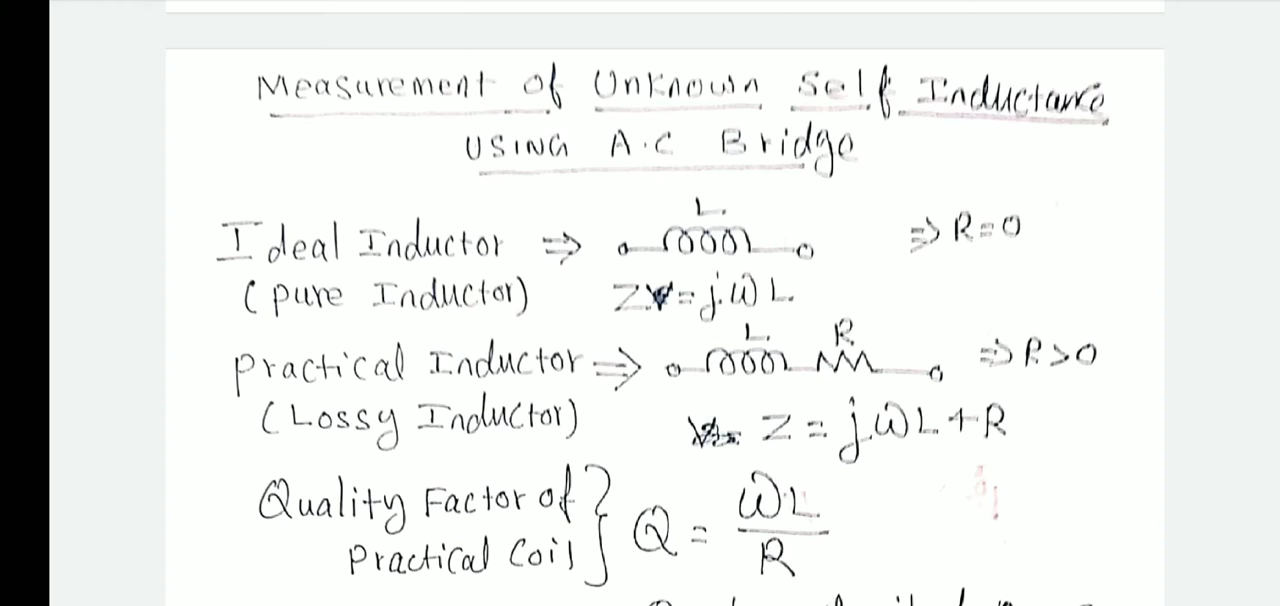 Measurement of Unknown Self Inductance
USING A.C Bridge
L
Ideal Inductor ⇒ ⇒ R=0
(pure Inductor) Z = jωL
L R
Practical Inductor ⇒ ⇒ R>0
(Lossy Inductor) Z = jωL+R
Quality Factor of } Q = ωL
Practical Coil R